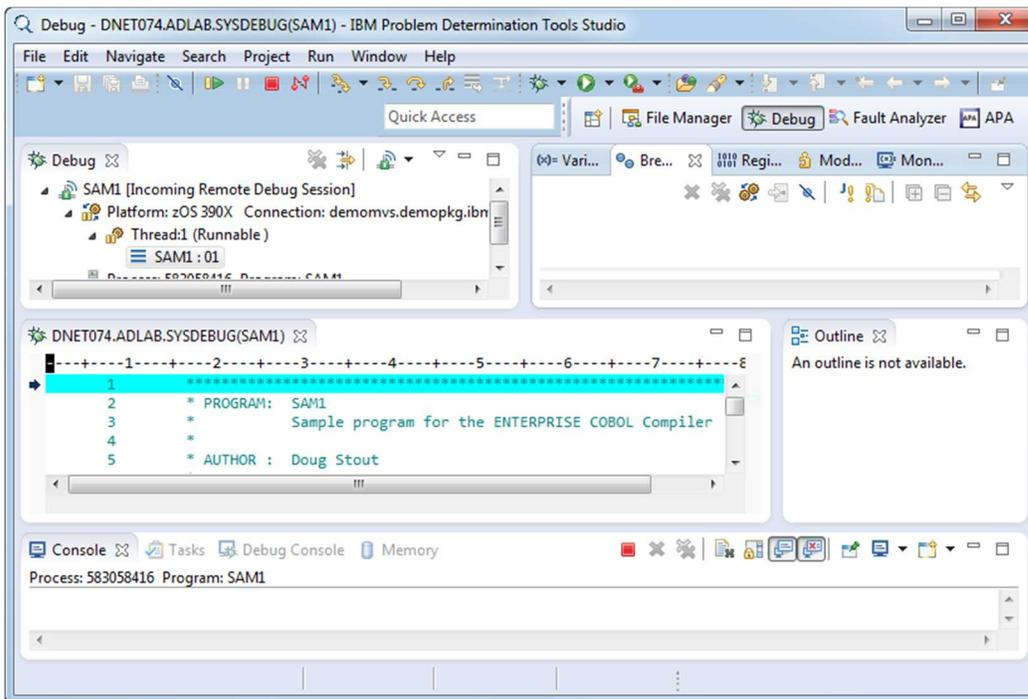 Debug - DNET074.ADLAB.SYSDEBUG(SAM1) - IBM Problem Determination Tools Studio
File Edit Navigate Search Project Run Window Help
Quick Access File Manager Debug Fault Analyzer APA
Debug
SAM1 [Incoming Remote Debug Session]
Platform: zOS 390X Connection: demomvs.demopkg.ibn
Thread:1 (Runnable )
SAM1 : 01
Process: 583058416 Program: SAM1
(x)= Vari... Bre... Regi... Mod... Mon...
DNET074.ADLAB.SYSDEBUG(SAM1)
----+----1----+----2----+----3----+----4----+----5----+----6----+----7----+----8
1 *****************************************************************
2 * PROGRAM: SAM1
3 * Sample program for the ENTERPRISE COBOL Compiler
4 *
5 * AUTHOR : Doug Stout
Outline
An outline is not available.
Console Tasks Debug Console Memory
Process: 583058416 Program: SAM1